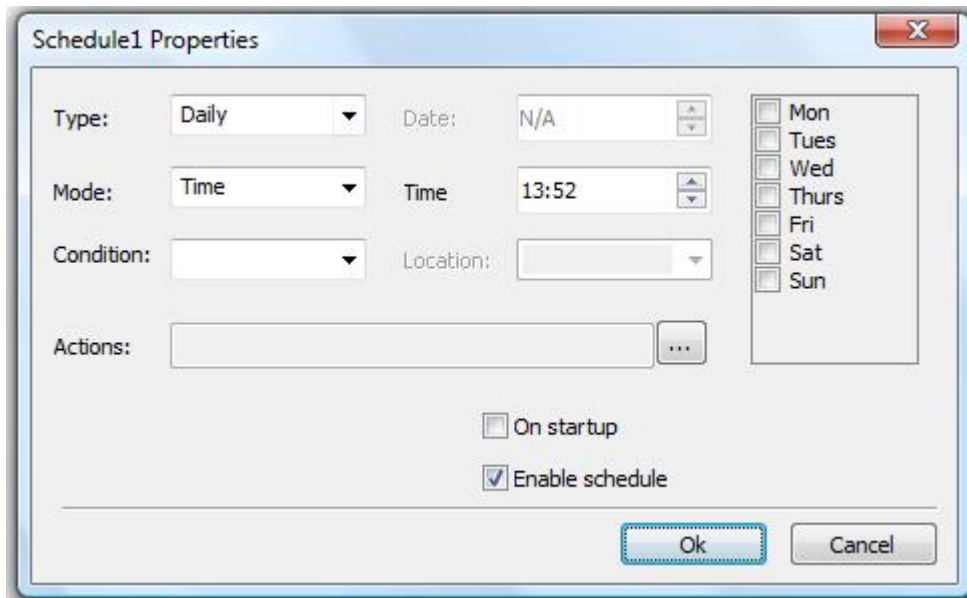 Schedule1 Properties
Type: Daily Date: N/A
Mon
Tues
Wed
Mode: Time Time 13:52
Thurs
Fri
Condition: Location:
Sat
Sun
Actions: ...
On startup
Enable schedule
Ok Cancel